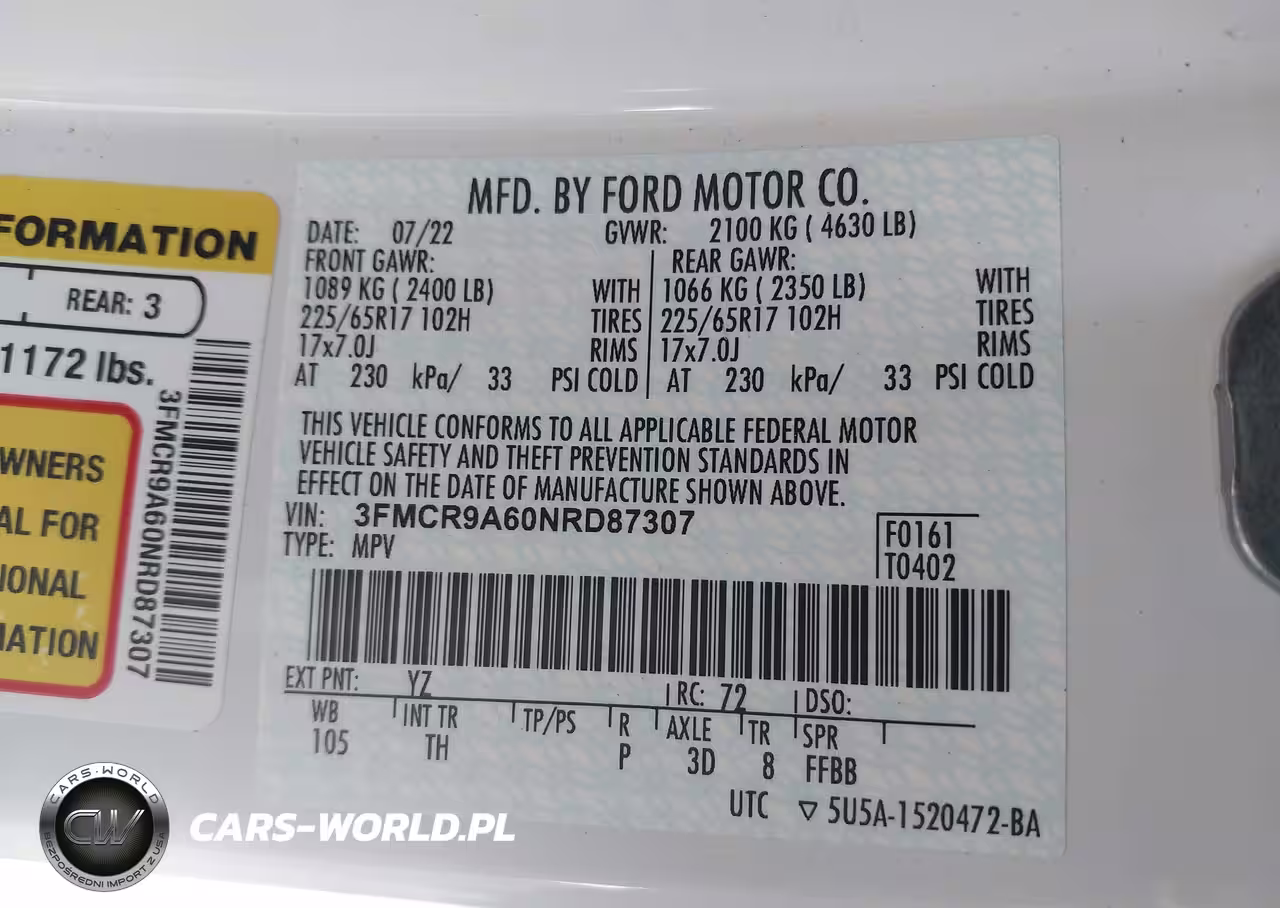 FORMATION
REAR: 3
1172 lbs.
WNERS
AL FOR
IONAL
MATION
3FMCR9A60NRD87307
MFD. BY FORD MOTOR CO.
DATE: 07/22 GVWR: 2100 KG ( 4630 LB)
FRONT GAWR: REAR GAWR:
1089 KG ( 2400 LB) WITH 1066 KG ( 2350 LB) WITH
225/65R17 102H TIRES 225/65R17 102H TIRES
17x7.0J RIMS 17x7.0J RIMS
AT 230 kPa/ 33 PSI COLD AT 230 kPa/ 33 PSI COLD
THIS VEHICLE CONFORMS TO ALL APPLICABLE FEDERAL MOTOR
VEHICLE SAFETY AND THEFT PREVENTION STANDARDS IN
EFFECT ON THE DATE OF MANUFACTURE SHOWN ABOVE.
VIN: 3FMCR9A60NRD87307
TYPE: MPV
F0161
T0402
EXT PNT: YZ RC: 72 DSO:
WB INT TR TP/PS R AXLE TR SPR
105 TH P 3D 8 FFBB
UTC ▽ 5U5A-1520472-BA
CARS-WORLD
CW
BEZPOŚREDNI IMPORT Z USA
CARS-WORLD.PL